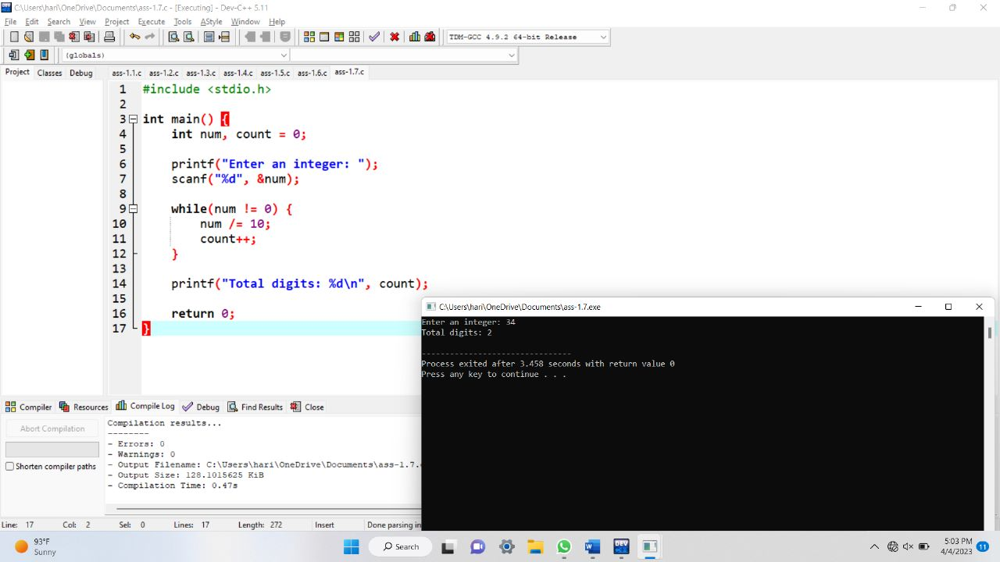 C:\Users\hari\OneDrive\Documents\ass-1.7.c - [Executing] - Dev-C++ 5.11
File Edit Search View Project Execute Tools AStyle Window Help
TDM-GCC 4.9.2 64-bit Release
(globals)
Project Classes Debug
ass-1.1.c ass-1.2.c ass-1.3.c ass-1.4.c ass-1.5.c ass-1.6.c ass-1.7.c
1 #include <stdio.h>
2
3 int main() {
4 int num, count = 0;
5
6 printf("Enter an integer: ");
7 scanf("%d", &num);
8
9 while(num != 0) {
10 num /= 10;
11 count++;
12 }
13
14 printf("Total digits: %d\n", count);
15
16 return 0;
17 }
C:\Users\hari\OneDrive\Documents\ass-1.7.exe
Enter an integer: 34
Total digits: 2
--------------------------------
Process exited after 3.458 seconds with return value 0
Press any key to continue . . .
Compiler Resources Compile Log Debug Find Results Close
Abort Compilation
Shorten compiler paths
Compilation results...
--------
- Errors: 0
- Warnings: 0
- Output Filename: C:\Users\hari\OneDrive\Documents\ass-1.7.
- Output Size: 128.1015625 KiB
- Compilation Time: 0.47s
Line: 17 Col: 2 Sel: 0 Lines: 17 Length: 272 Insert Done parsing in
93°F
Sunny
Search
DEV
5:03 PM
4/4/2023
11